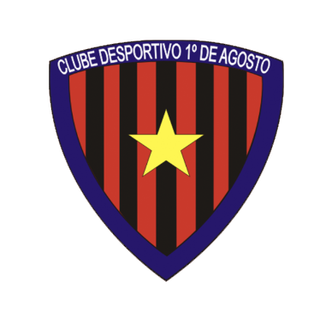 CLUBE DESPORTIVO 1º DE AGOSTO